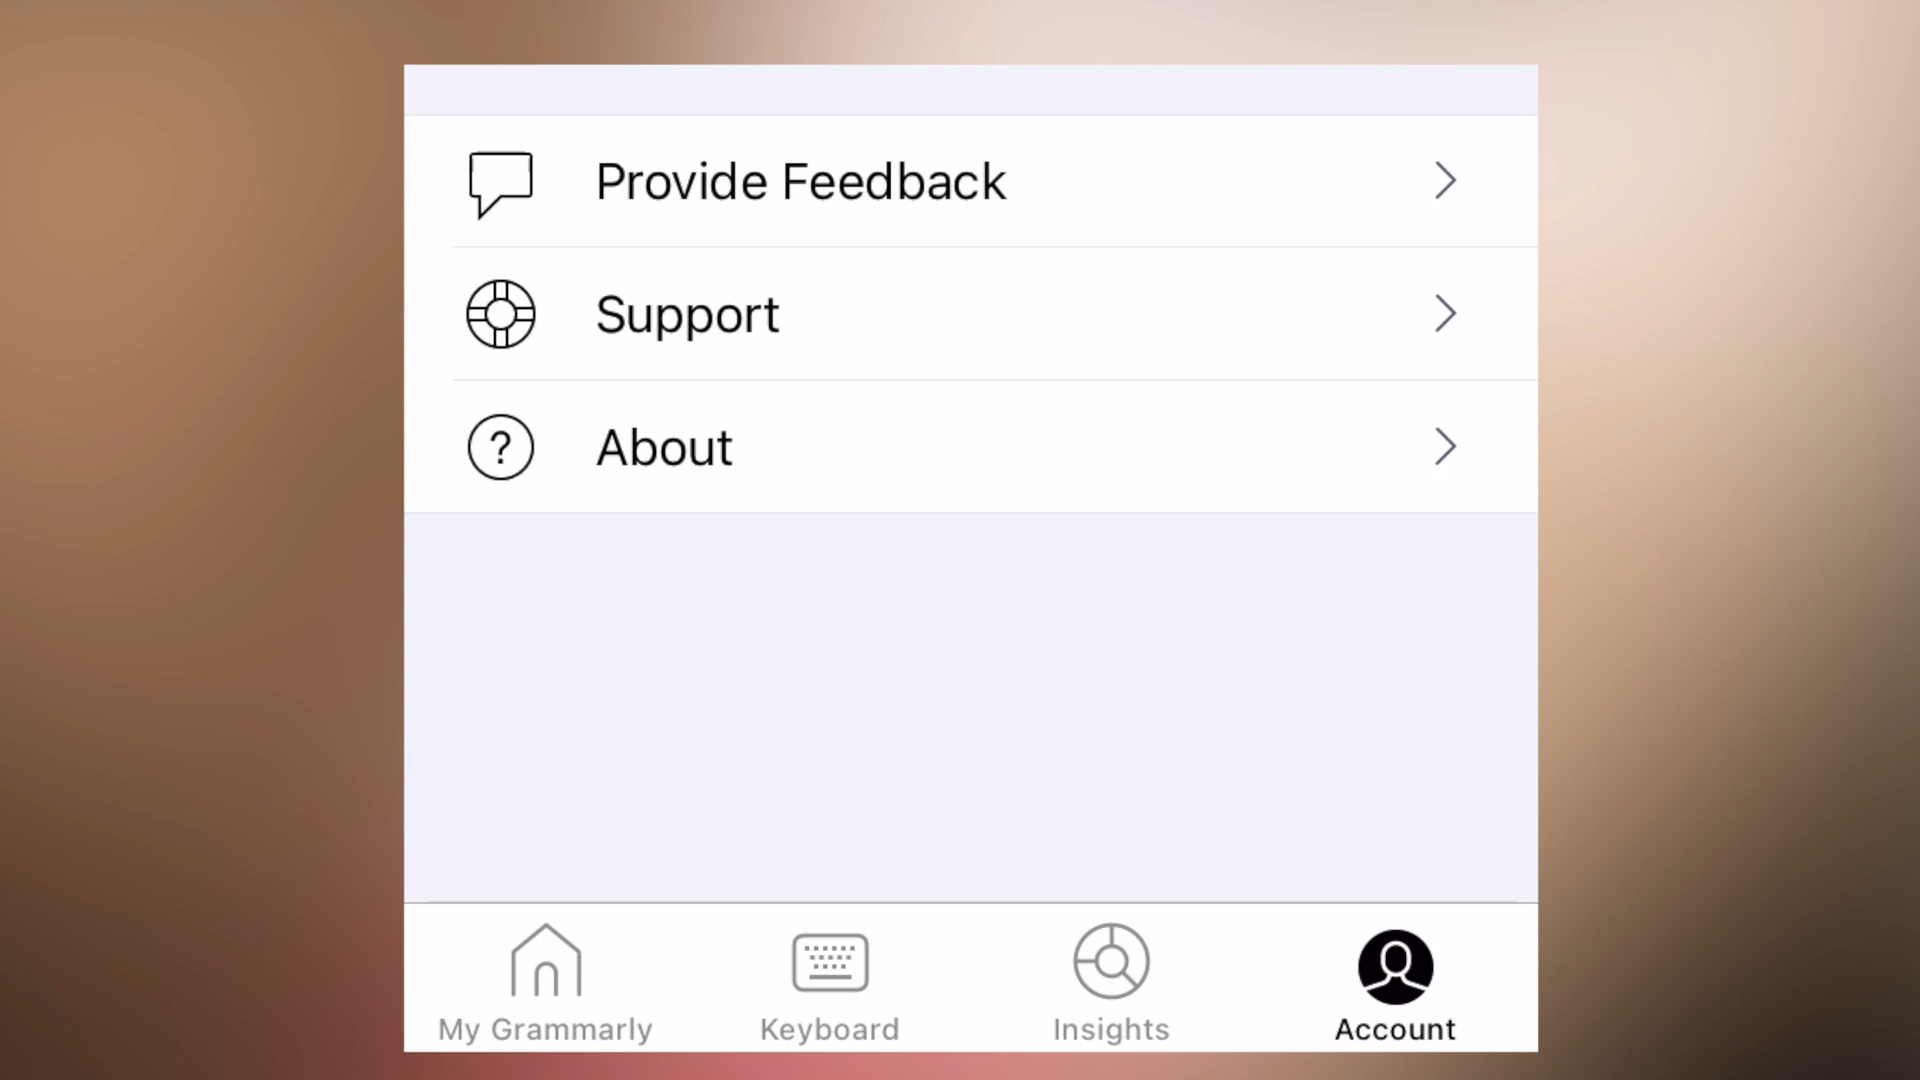 Provide Feedback
Support
? About
My Grammarly
Keyboard
Insights
Account